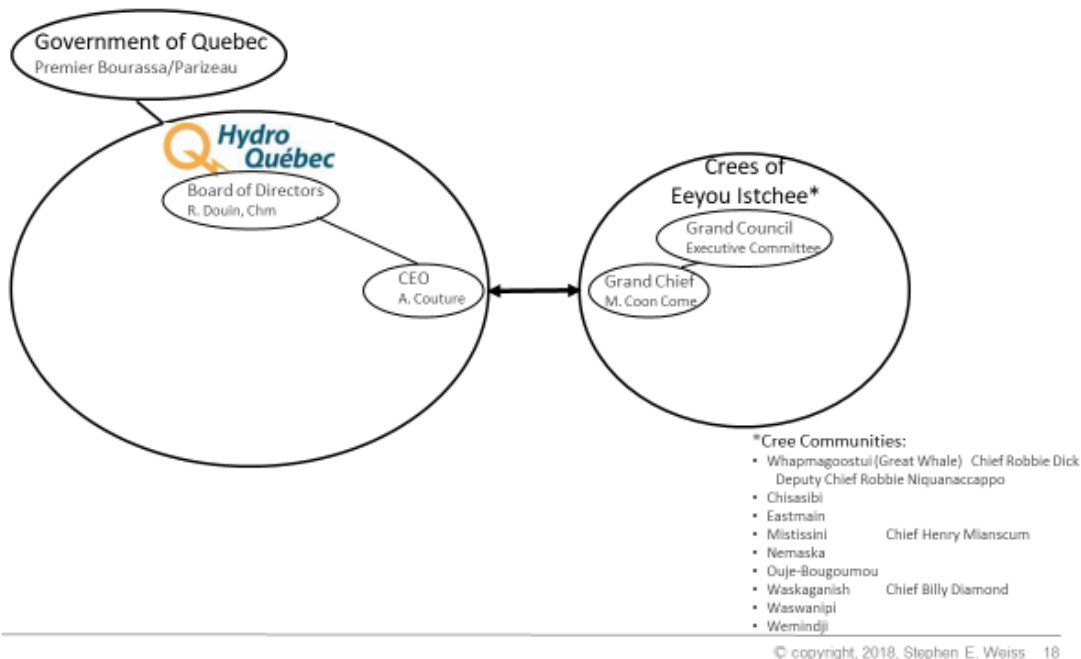 Government of Quebec
Premier Bourassa/Parizeau
Hydro
Québec
Board of Directors
R. Douin, Chm
CEO
A. Couture
Crees of
Eeyou Istchee*
Grand Council
Executive Committee
Grand Chief
M. Coon Come
*Cree Communities:
▪ Whapmagoostui (Great Whale) Chief Robbie Dick
Deputy Chief Robbie Niquanaccappo
▪ Chisasibi
▪ Eastmain
▪ Mistissini Chief Henry Mianscum
▪ Nemaska
▪ Ouje-Bougoumou
▪ Waskaganish Chief Billy Diamond
▪ Waswanipi
▪ Wemindji
© copyright, 2018, Stephen E. Weiss 18